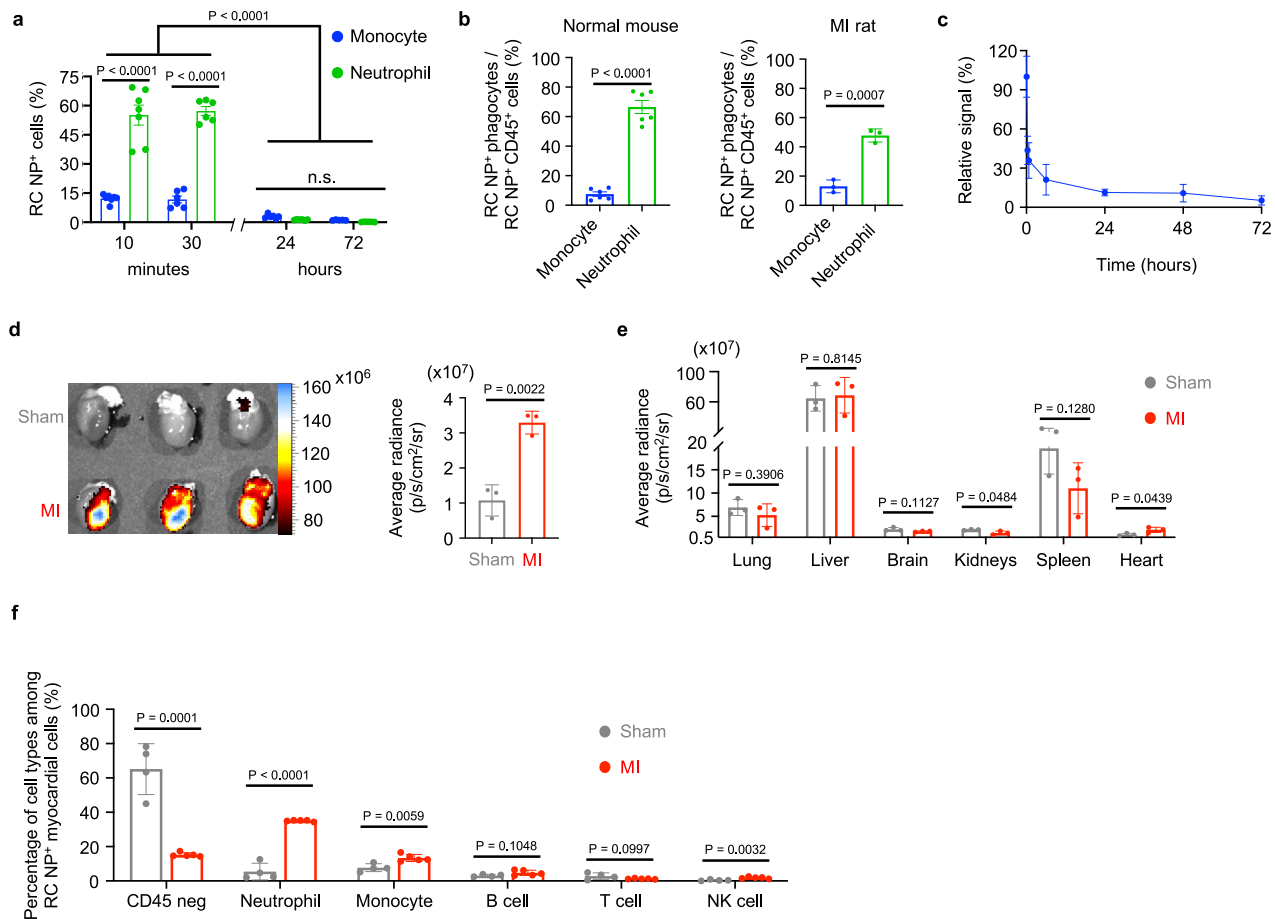 a
P < 0.0001
Monocyte
Neutrophil
P < 0.0001
P < 0.0001
RC NP⁺ cells (%)
75
60
45
30
15
0
n.s.
10
30
24
72
minutes
hours
b
Normal mouse
RC NP⁺ phagocytes /
RC NP⁺ CD45⁺ cells (%)
100
80
60
40
20
0
P < 0.0001
Monocyte
Neutrophil
MI rat
RC NP⁺ phagocytes /
RC NP⁺ CD45⁺ cells (%)
100
80
60
40
20
0
P = 0.0007
Monocyte
Neutrophil
c
Relative signal (%)
120
90
60
30
0
0
24
48
72
Time (hours)
d
Sham
MI
x10⁶
160
140
120
100
80
(x10⁷)
P = 0.0022
Average radiance
(p/s/cm²/sr)
4
3
2
1
0
Sham
MI
e
(x10⁷)
Average radiance
(p/s/cm²/sr)
100
60
20
15
10
5
0.5
P = 0.3906
P = 0.8145
P = 0.1127
P = 0.0484
P = 0.1280
P = 0.0439
Sham
MI
Lung
Liver
Brain
Kidneys
Spleen
Heart
f
Percentage of cell types among
RC NP⁺ myocardial cells (%)
100
80
60
40
20
0
P = 0.0001
P < 0.0001
P = 0.0059
P = 0.1048
P = 0.0997
P = 0.0032
Sham
MI
CD45 neg
Neutrophil
Monocyte
B cell
T cell
NK cell